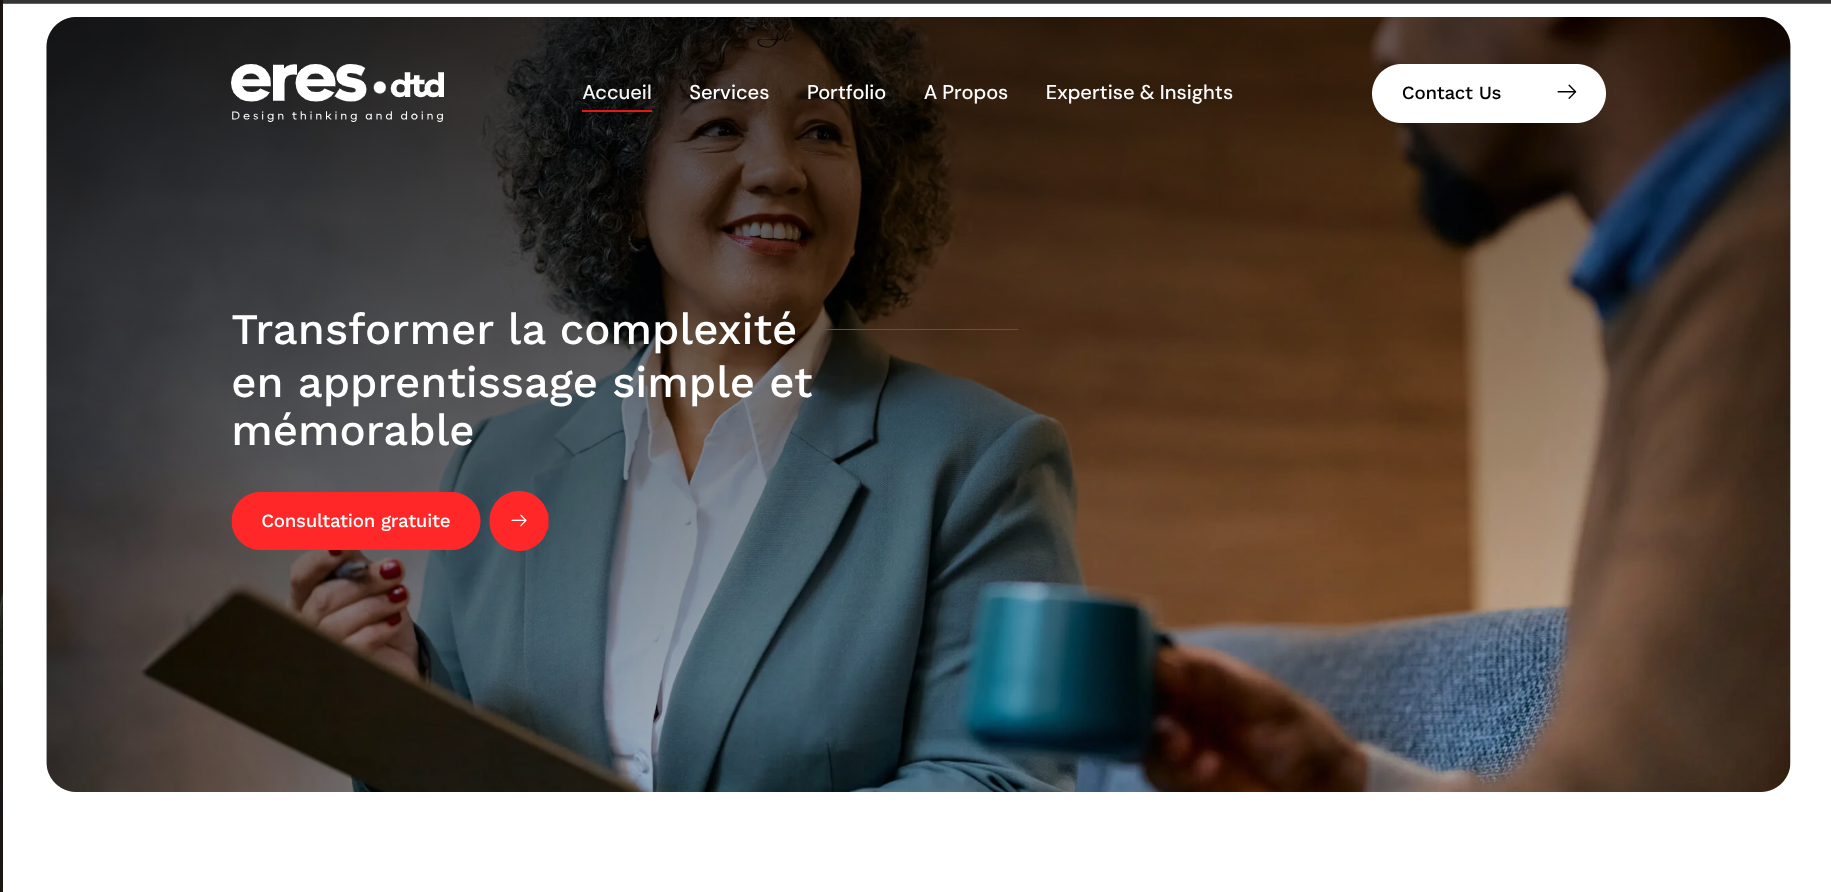 eres.dtd
Design thinking and doing
Accueil Services Portfolio A Propos Expertise & Insights
Contact Us
Transformer la complexité
en apprentissage simple et
mémorable
Consultation gratuite